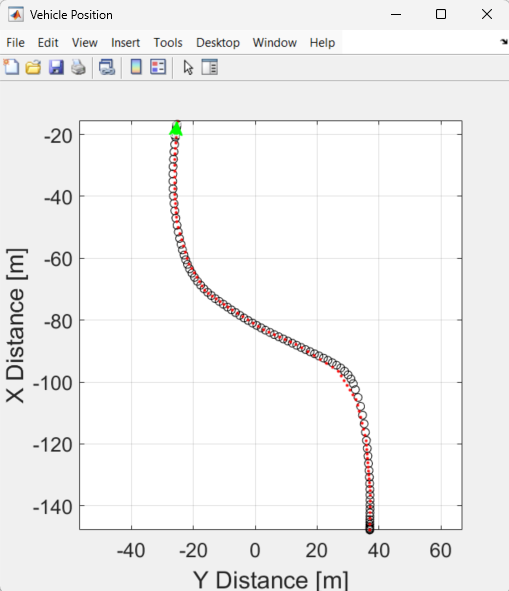 Vehicle Position
File Edit View Insert Tools Desktop Window Help
-20
-40
-60
-80
-100
-120
-140
X Distance [m]
-40 -20 0 20 40 60
Y Distance [m]